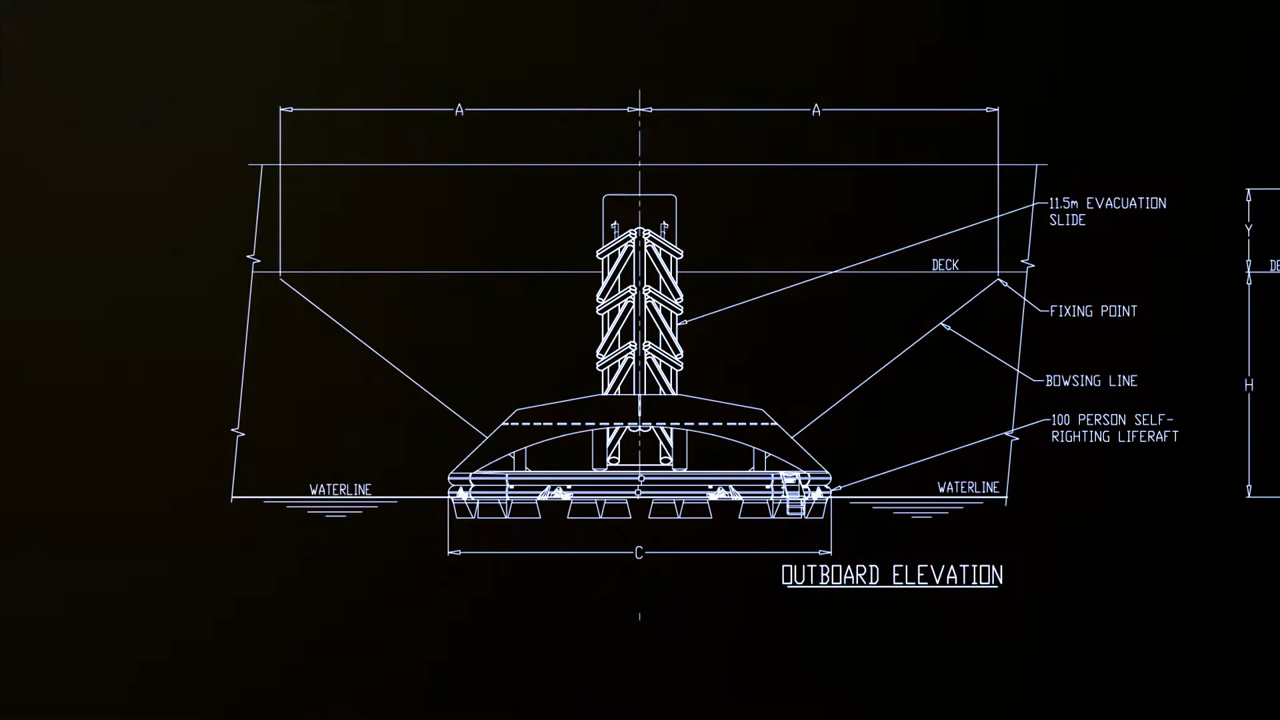 A
A
11.5m EVACUATION
SLIDE
Y
DECK
FIXING POINT
BOWSING LINE
H
100 PERSON SELF-
RIGHTING LIFERAFT
WATERLINE
WATERLINE
C
OUTBOARD ELEVATION